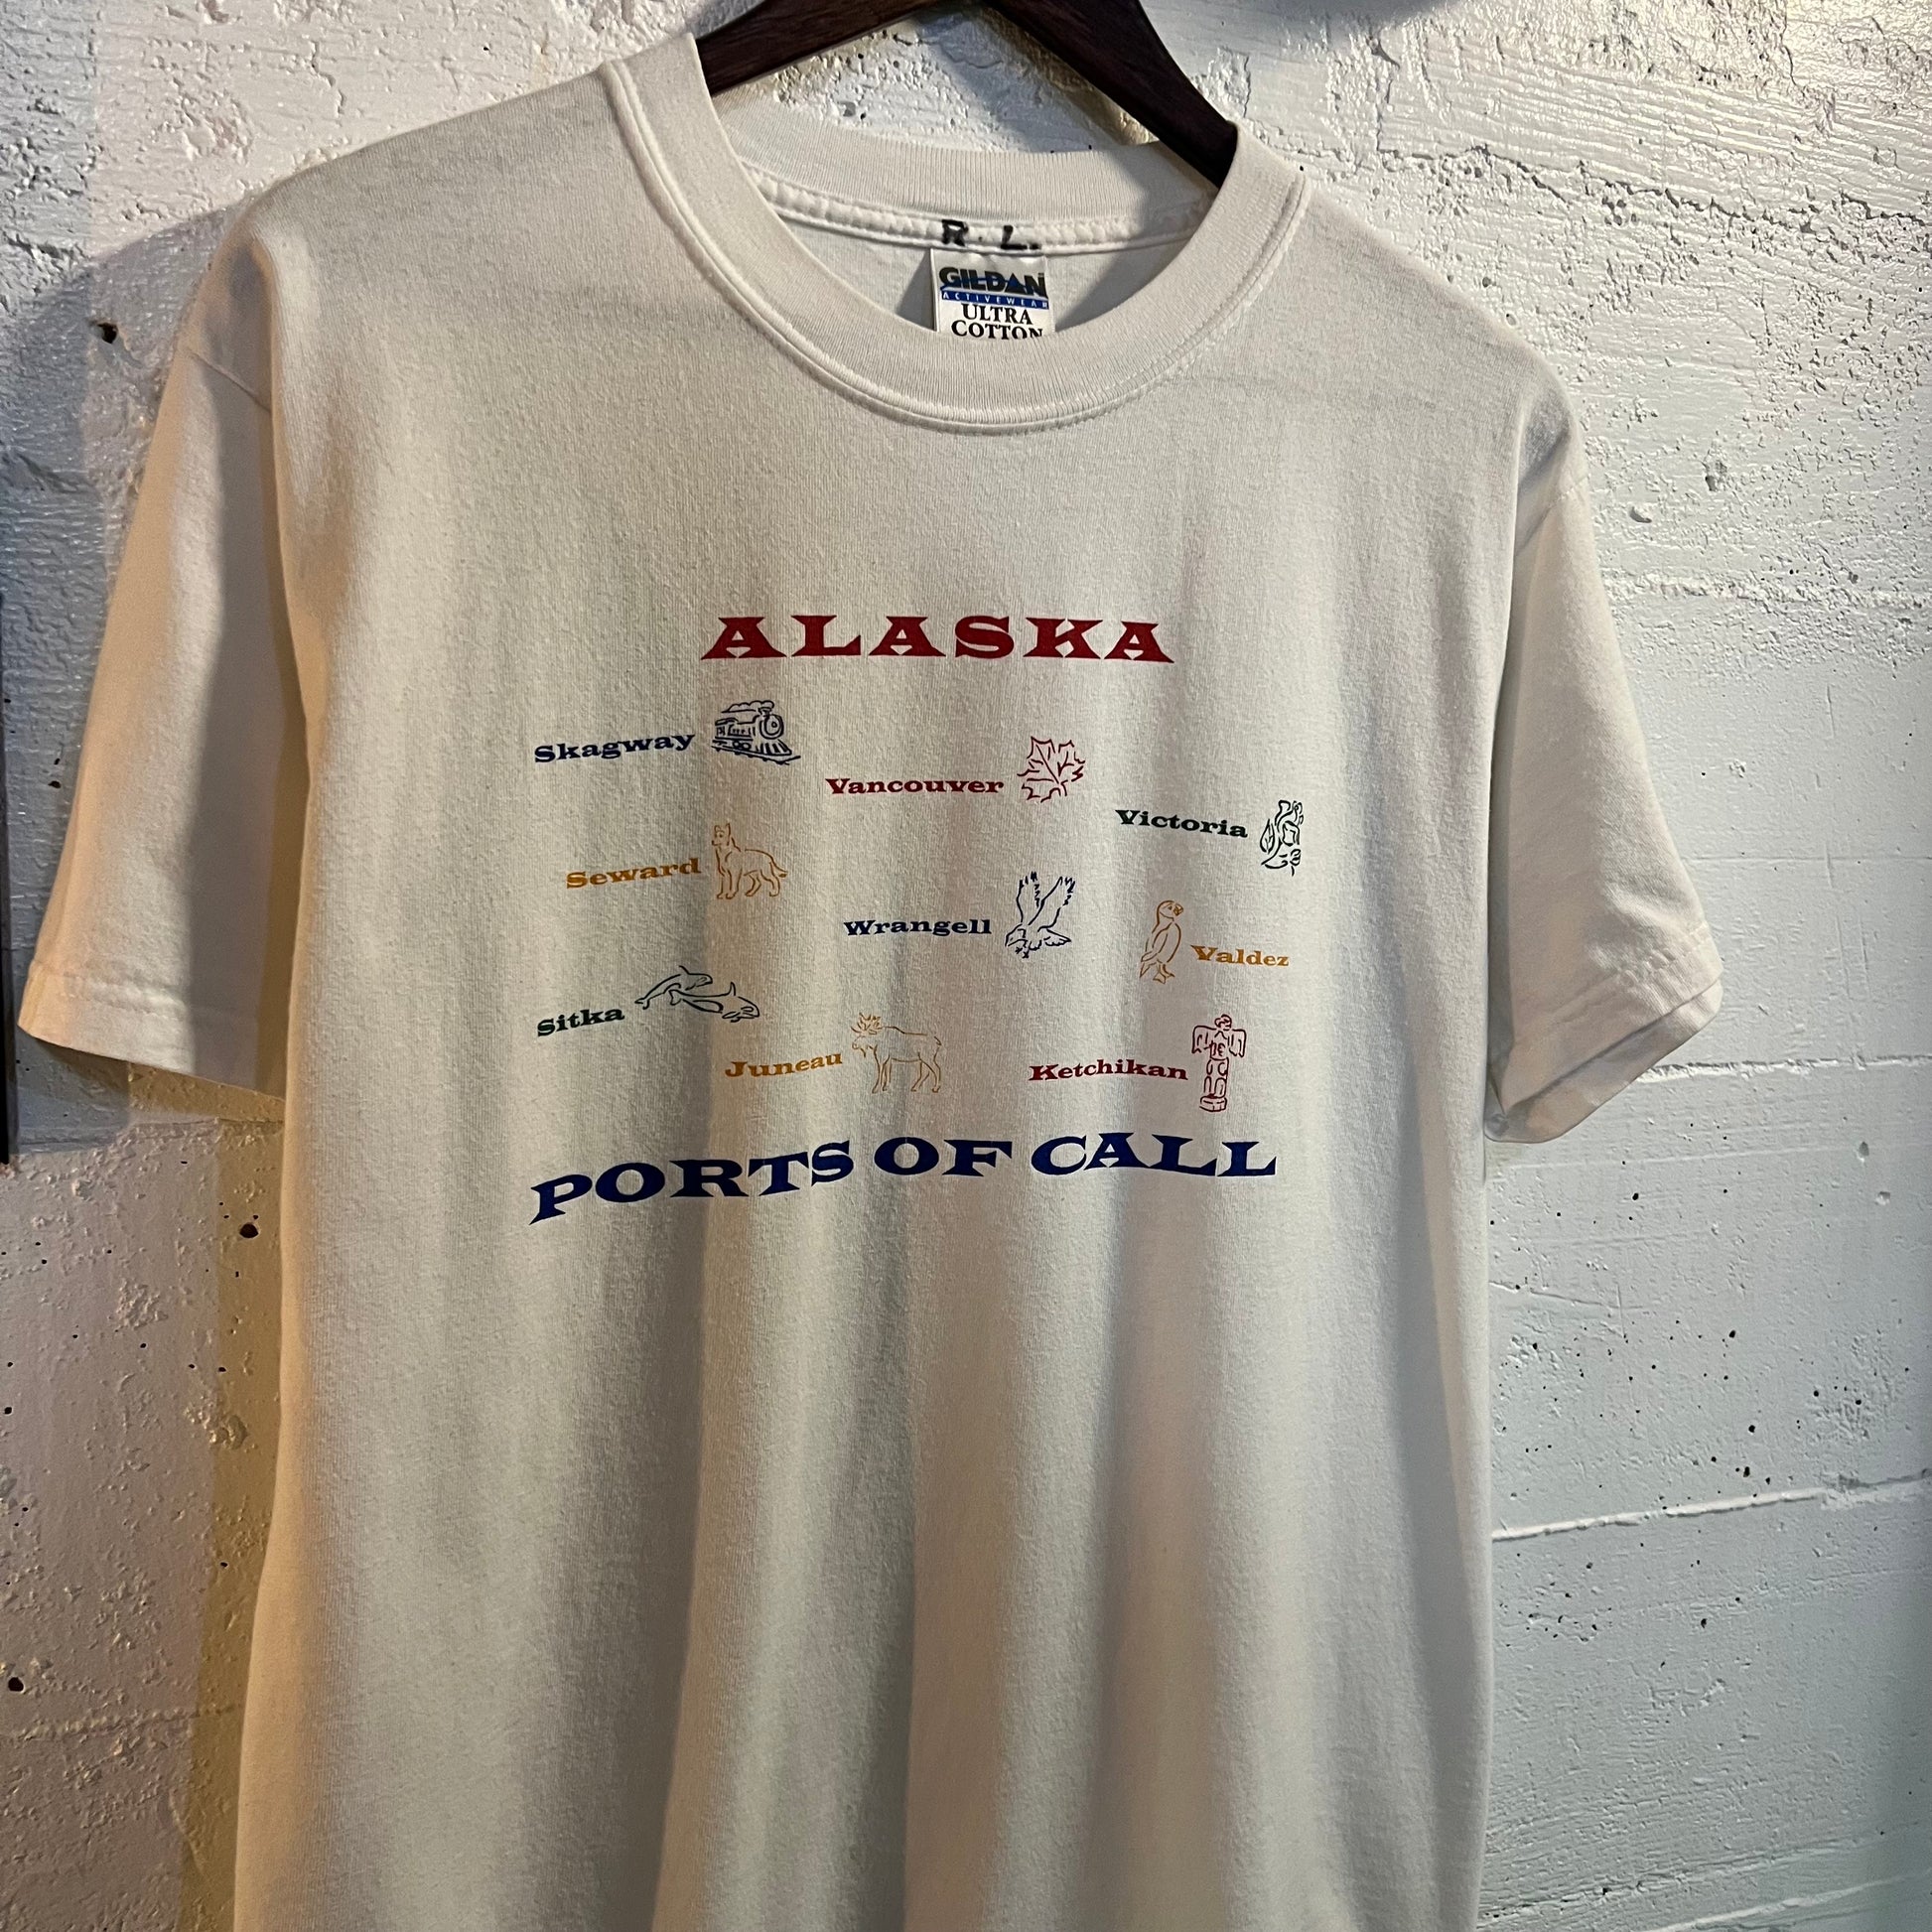 R. L.
GILDAN
ACTIVEWEAR
ULTRA
COTTON
ALASKA
Skagway
Vancouver
Victoria
Seward
Wrangell
Valdez
Sitka
Juneau
Ketchikan
PORTS OF CALL